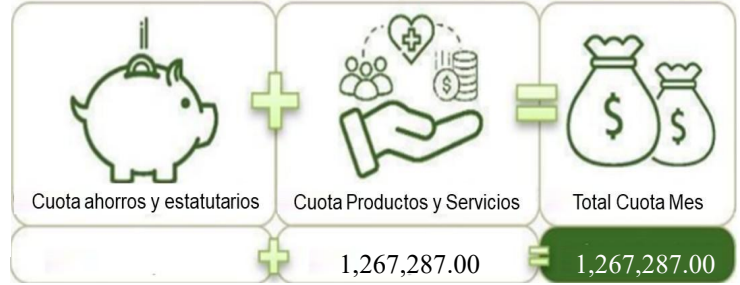 Cuota ahorros y estatutarios
Cuota Productos y Servicios
Total Cuota Mes
1,267,287.00
1,267,287.00